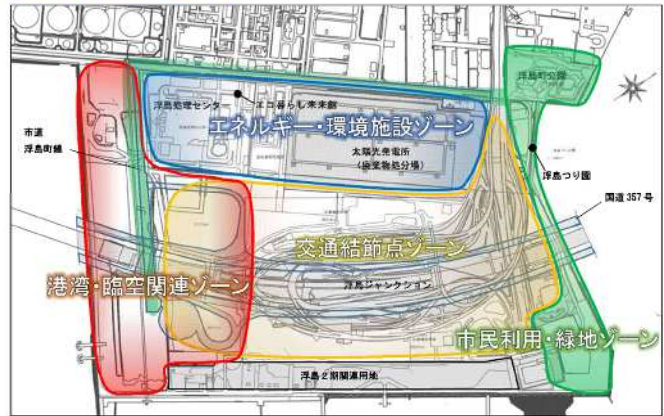 浮島町公園
浮島処理センター
エコ暮らし未来館
エネルギー・環境施設ゾーン
太陽光発電所
(廃棄物処分場)
市道
浮島町線
浮島つり園
国道357号
交通結節点ゾーン
浮島ジャンクション
港湾・臨空関連ゾーン
市民利用・緑地ゾーン
浮島2期関連用地